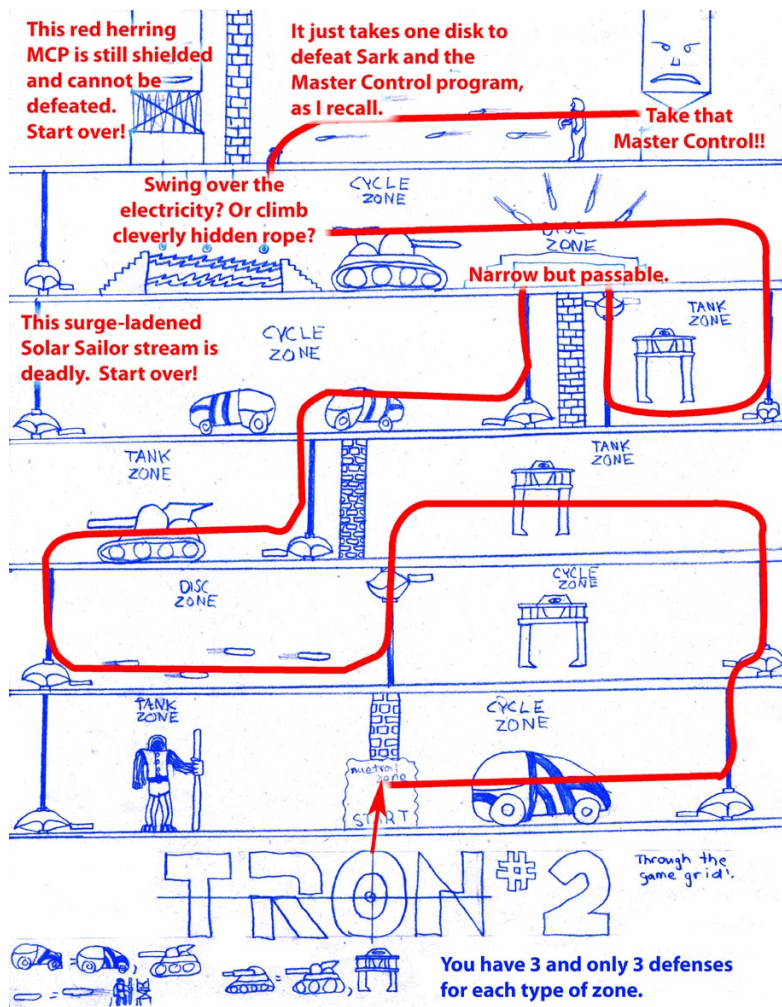 This red herring
MCP is still shielded
and cannot be
defeated.
Start over!
It just takes one disk to
defeat Sark and the
Master Control program,
as I recall.
Take that
Master Control!!
Swing over the
electricity? Or climb
cleverly hidden rope?
CYCLE
ZONE
DISC
ZONE
Narrow but passable.
This surge-ladened
Solar Sailor stream is
deadly. Start over!
CYCLE
ZONE
TANK
ZONE
TANK
ZONE
TANK
ZONE
DISC
ZONE
CYCLE
ZONE
TANK
ZONE
CYCLE
ZONE
neutral
zone
START
TRON #2
Through the
game grid!
You have 3 and only 3 defenses
for each type of zone.